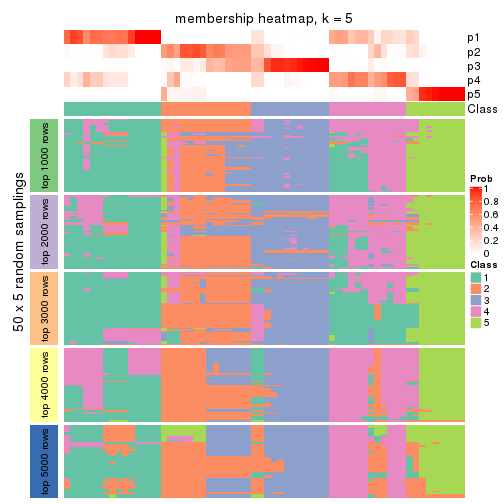 membership heatmap, k = 5
p1
p2
p3
p4
p5
Class
50 x 5 random samplings
top 1000 rows
top 2000 rows
top 3000 rows
top 4000 rows
top 5000 rows
Prob
1
0.8
0.6
0.4
0.2
0
Class
1
2
3
4
5